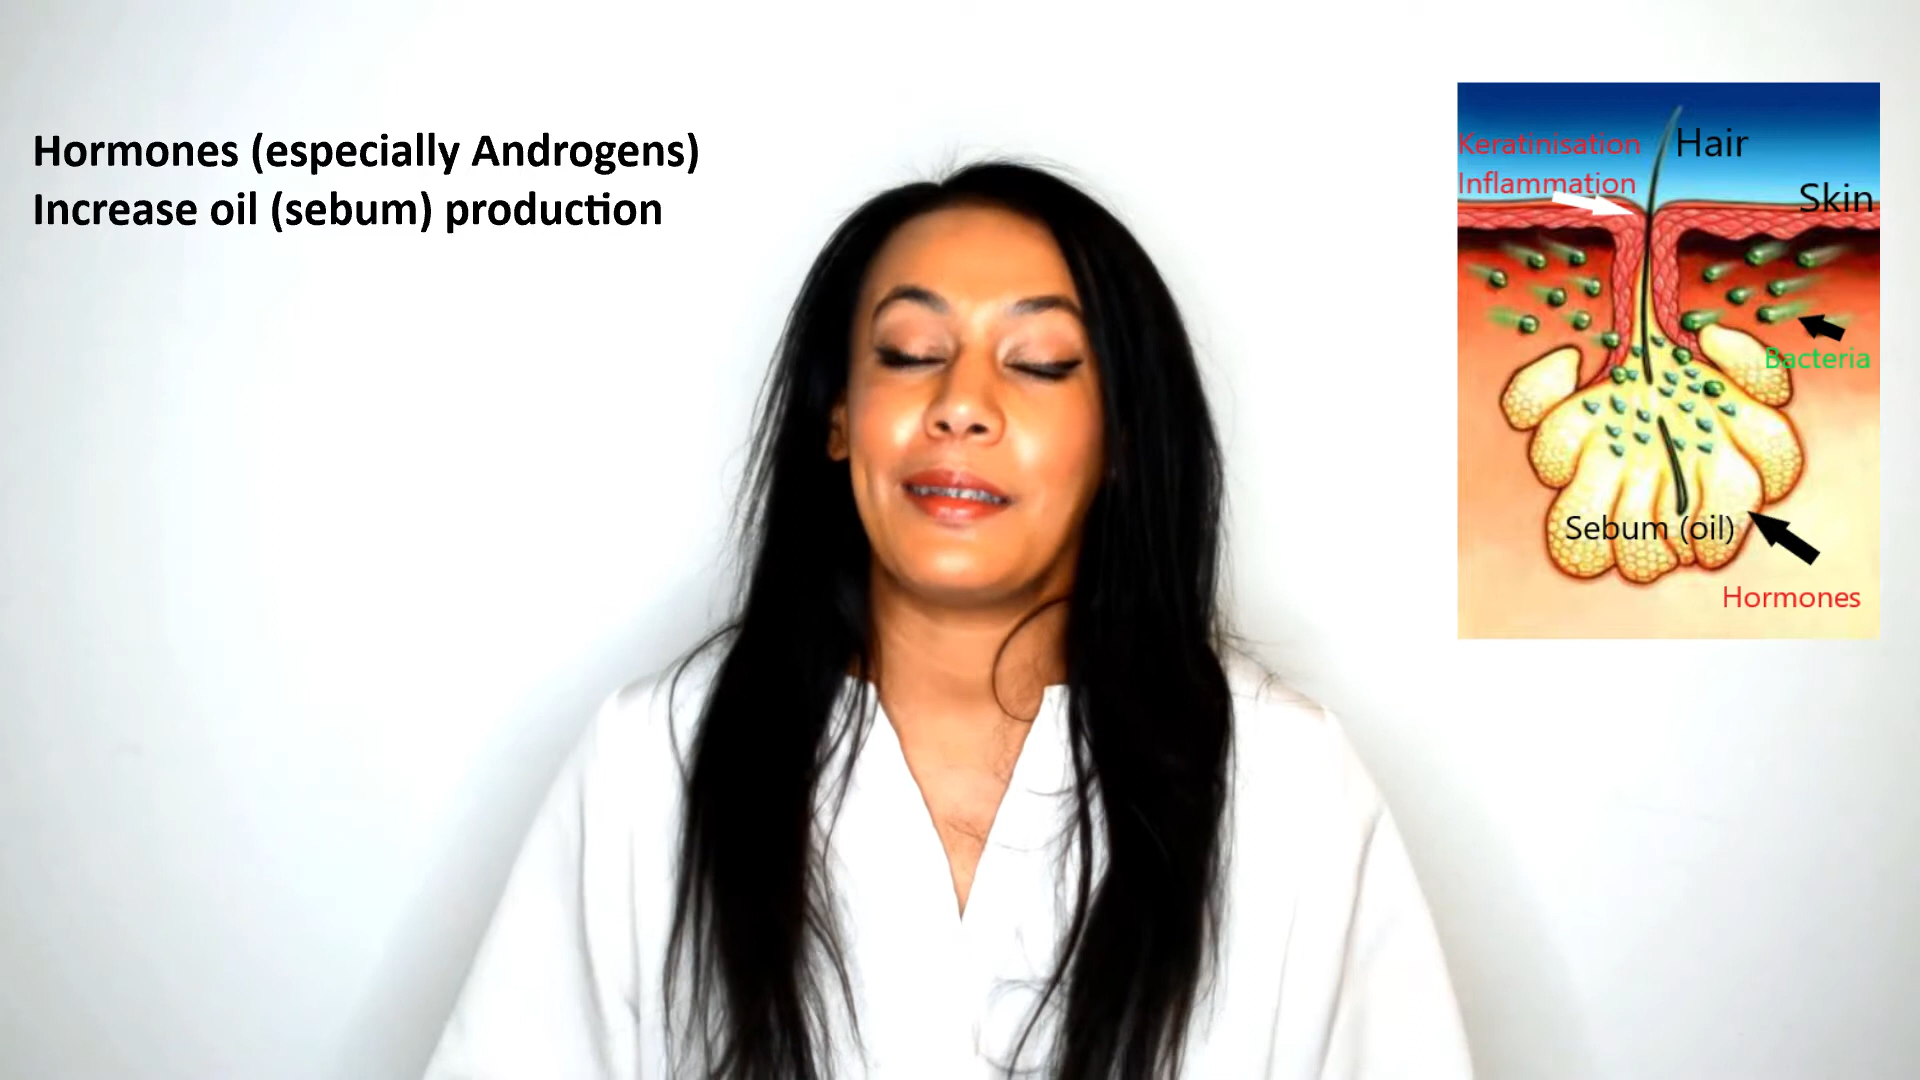 Hormones (especially Androgens)
Increase oil (sebum) production
Keratinisation
Inflammation
Hair
Skin
Bacteria
Sebum (oil)
Hormones